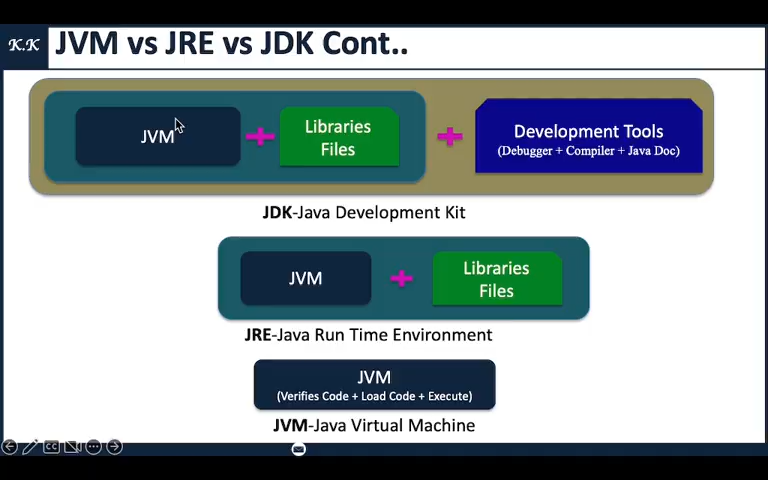 K.K
JVM vs JRE vs JDK Cont..
JVM
Libraries
Files
Development Tools
(Debugger + Compiler + Java Doc)
JDK-Java Development Kit
JVM
Libraries
Files
JRE-Java Run Time Environment
JVM
(Verifies Code + Load Code + Execute)
JVM-Java Virtual Machine
CC